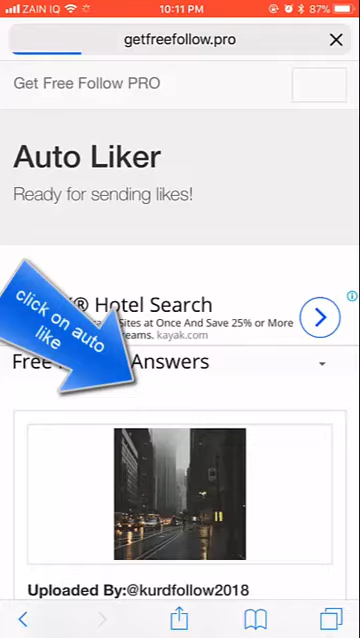 ZAIN IQ
10:11 PM
87%
getfreefollow.pro
Get Free Follow PRO
Auto Liker
Ready for sending likes!
click on auto
like
® Hotel Search
Sites at Once And Save 25% or More
eams. kayak.com
Free
Answers
Uploaded By:@kurdfollow2018